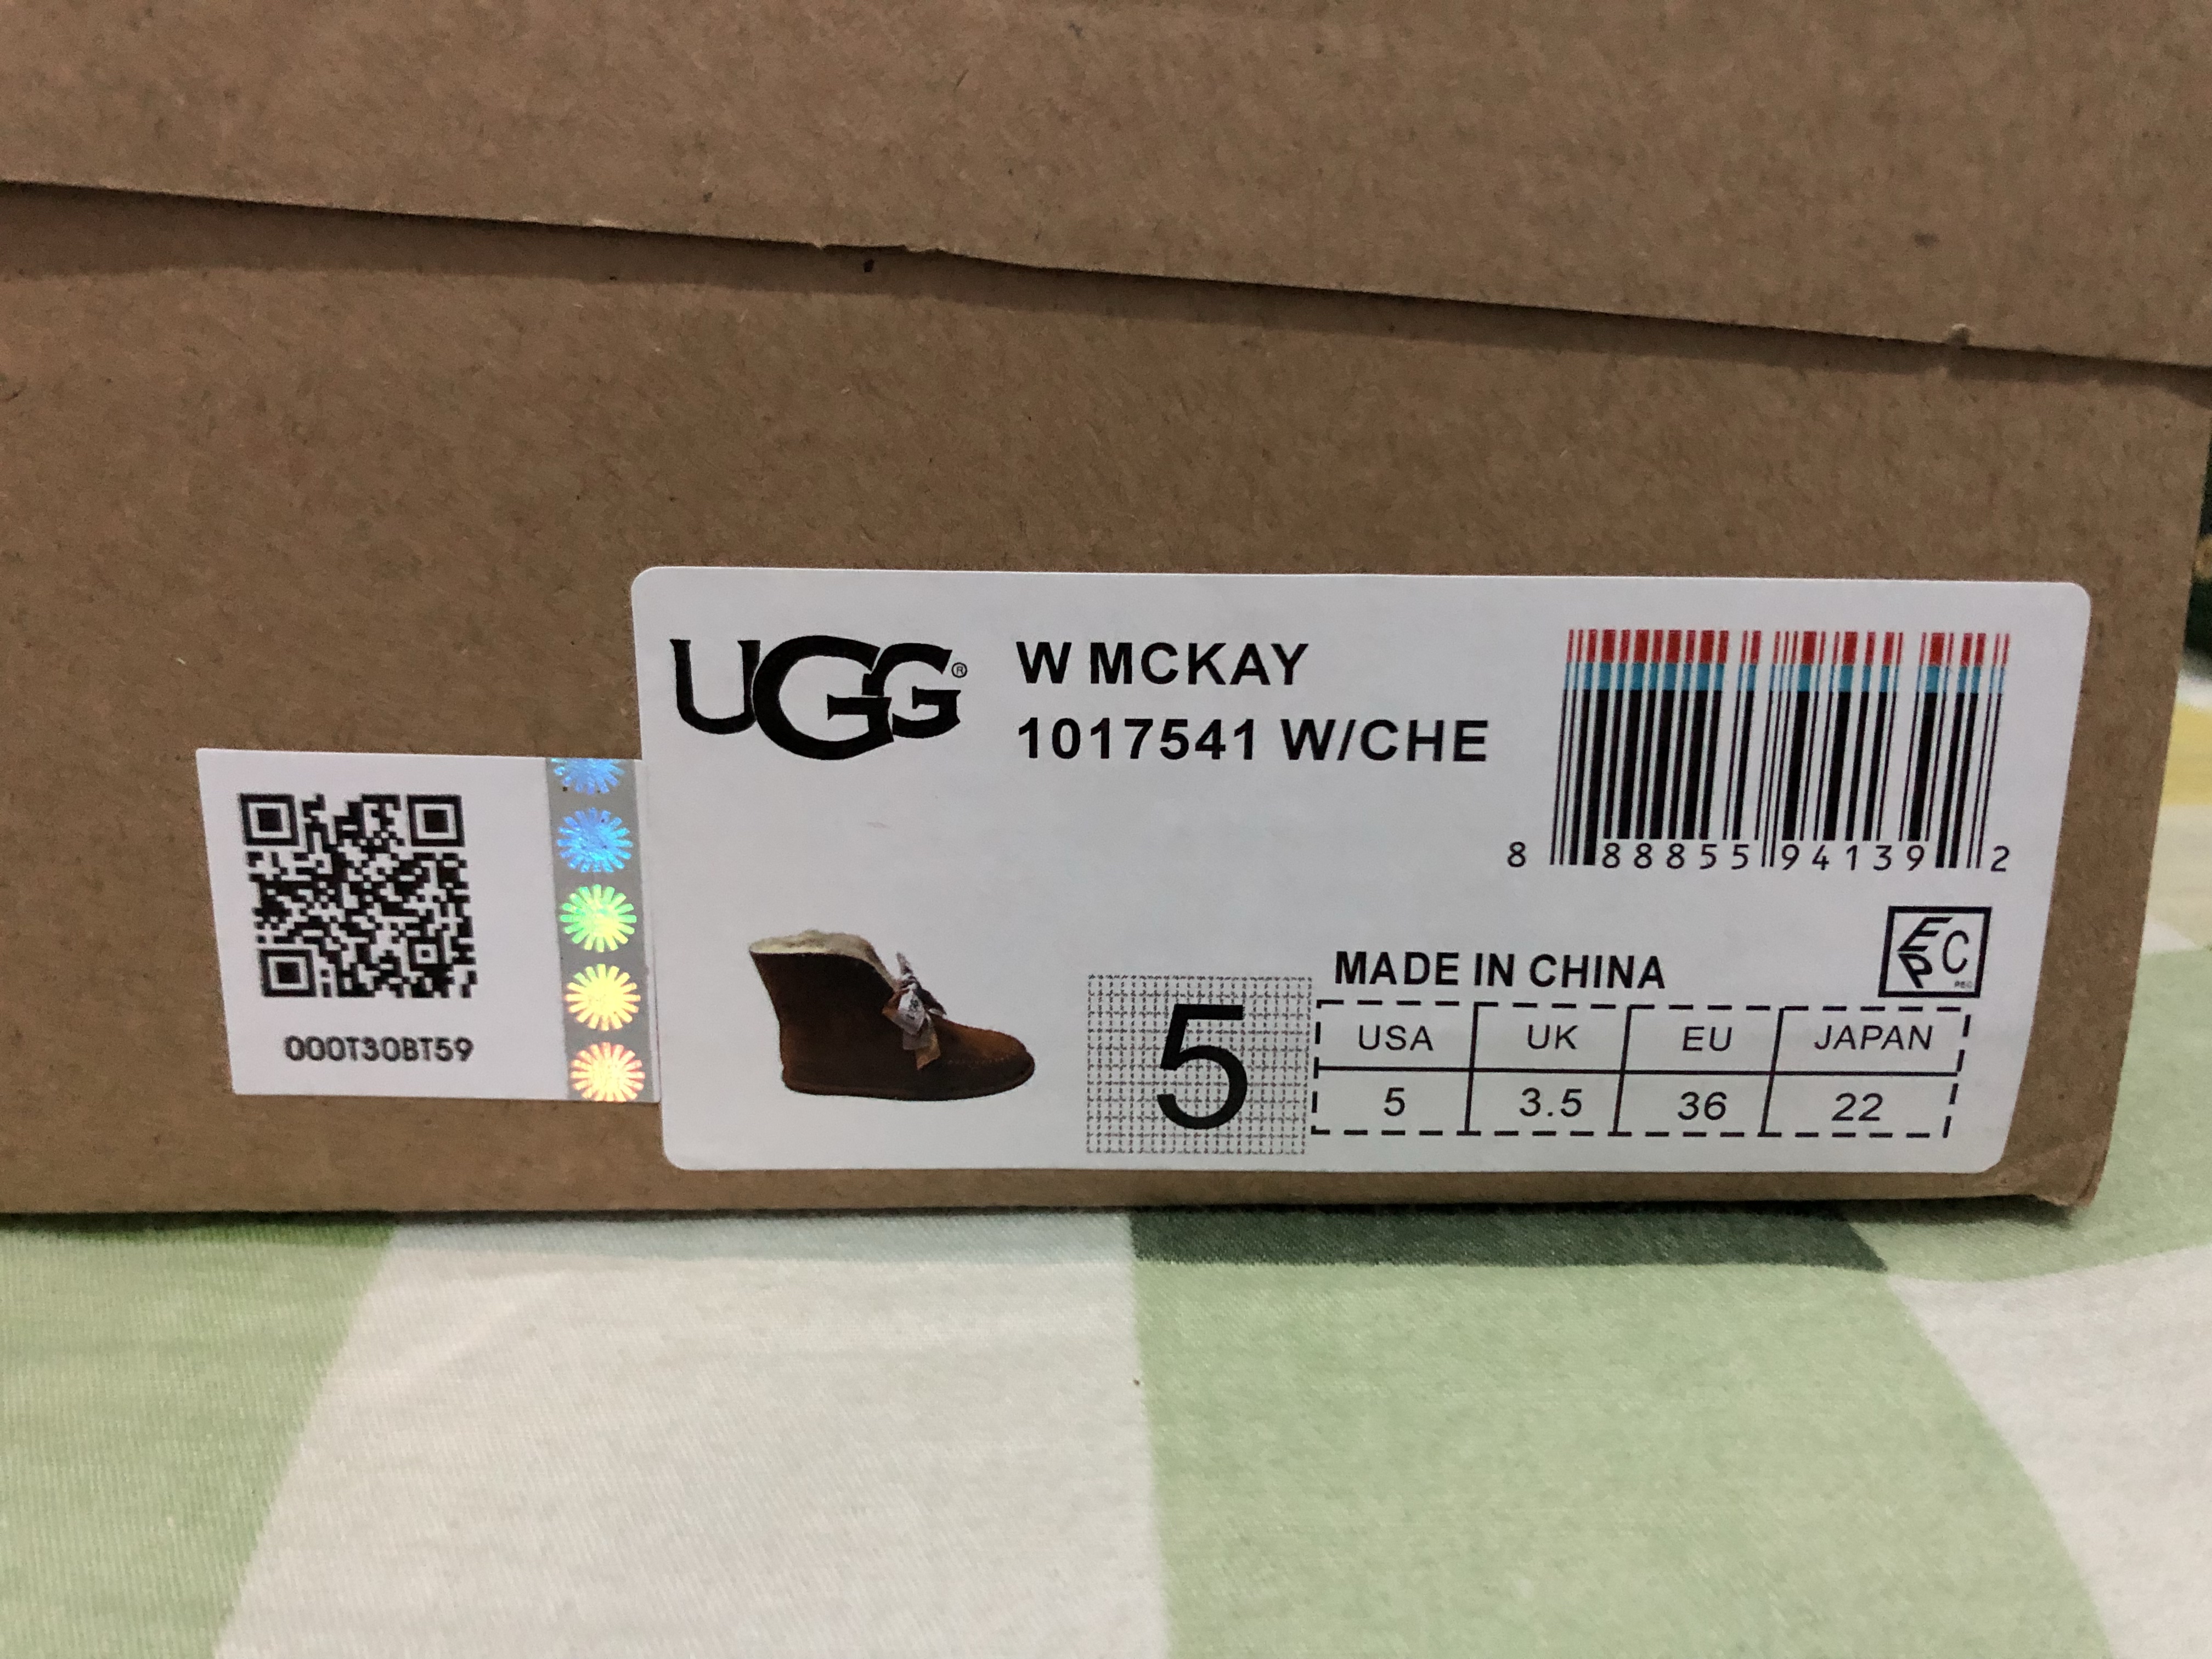 UGG®
W MCKAY
1017541 W/CHE
8 88855 94139 2
000T30BT59
MADE IN CHINA
EP C
5
USA UK EU JAPAN
5 3.5 36 22